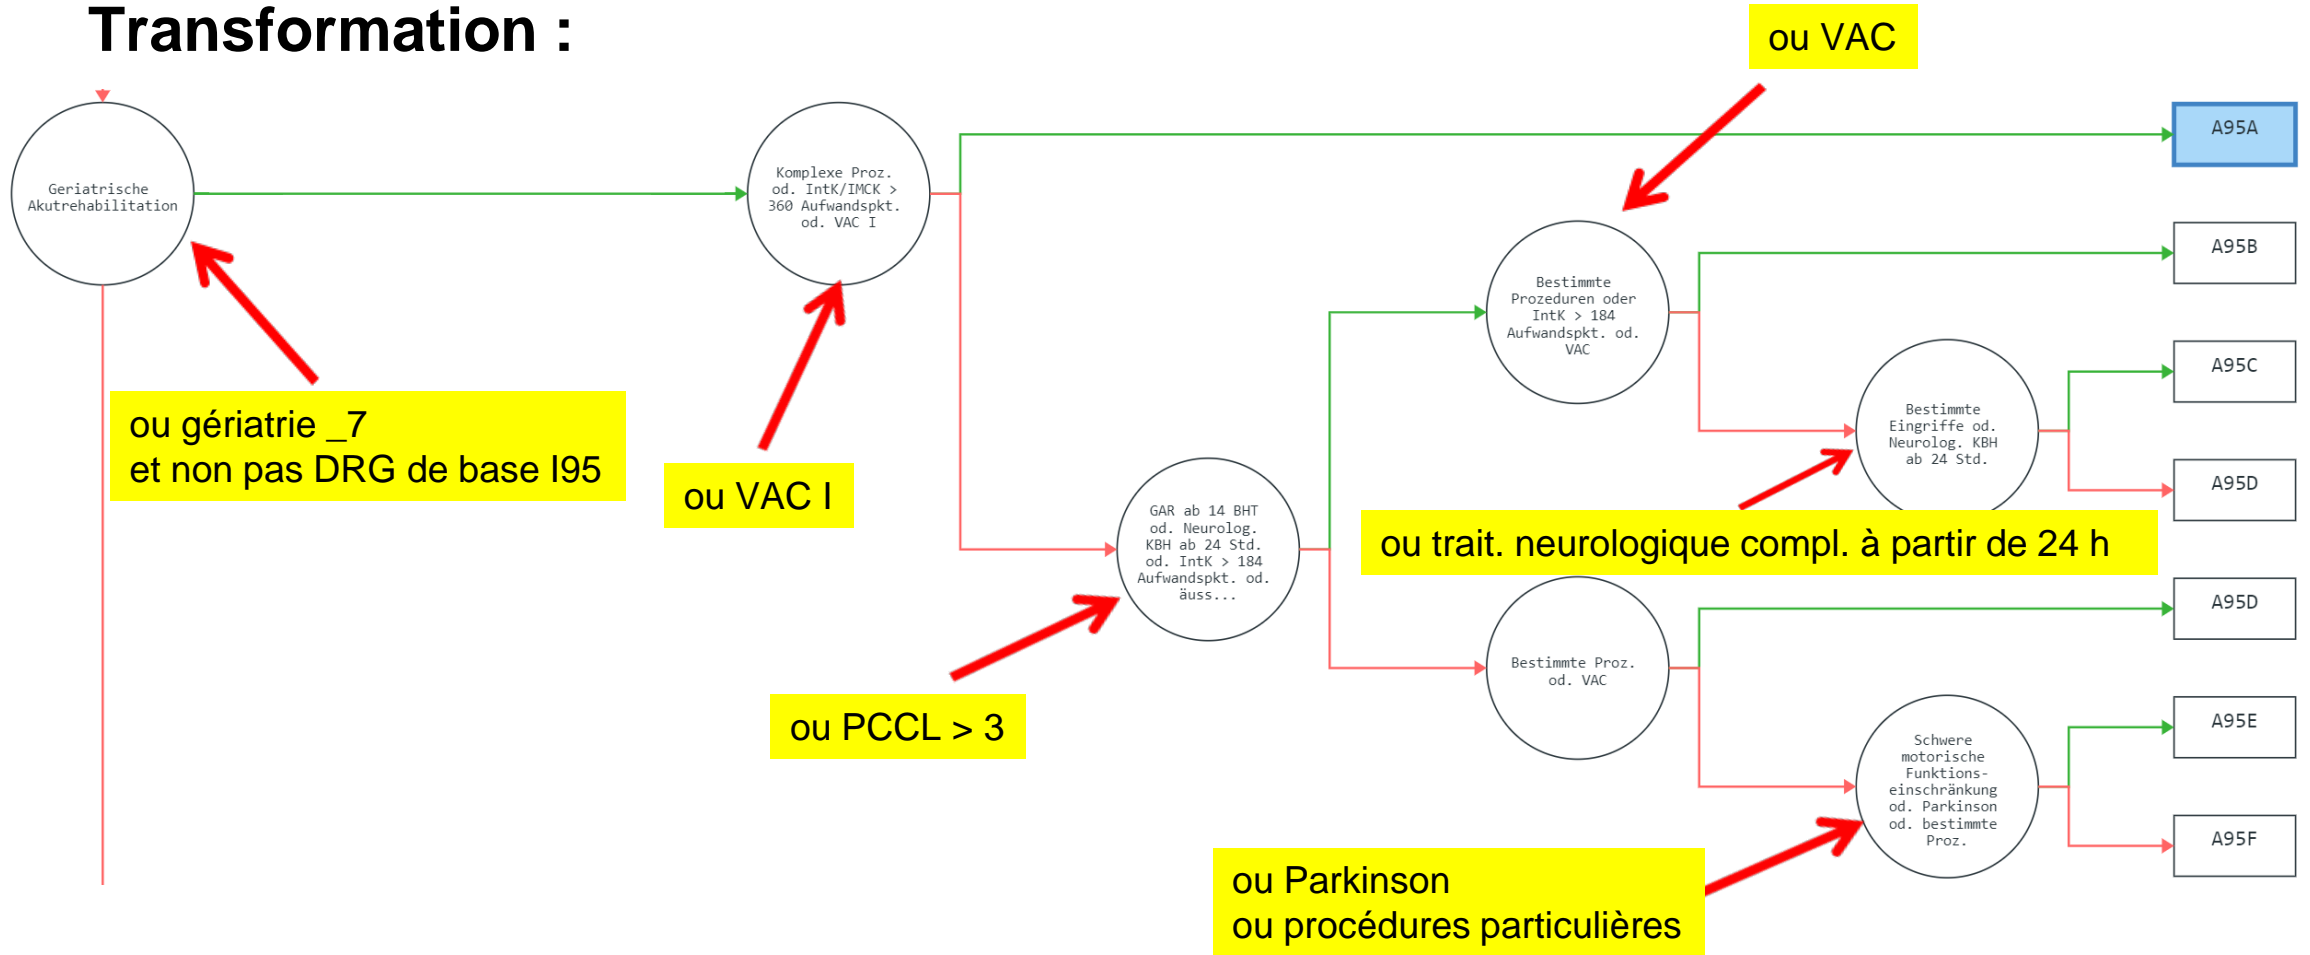 Transformation :
ou VAC
Geriatrische
Akutrehabilitation
Komplexe Proz.
od. IntK/IMCK >
360 Aufwandspkt.
od. VAC I
A95A
A95B
Bestimmte
Prozeduren oder
IntK > 184
Aufwandspkt. od.
VAC
A95C
ou gériatrie _7
et non pas DRG de base I95
ou VAC I
Bestimmte
Eingriffe od.
Neurolog. KBH
ab 24 Std.
A95D
GAR ab 14 BHT
od. Neurolog.
KBH ab 24 Std.
od. IntK > 184
Aufwandspkt. od.
äuss...
ou trait. neurologique compl. à partir de 24 h
A95D
Bestimmte Proz.
od. VAC
ou PCCL > 3
A95E
Schwere
motorische
Funktions-
einschränkung
od. Parkinson
od. bestimmte
Proz.
A95F
ou Parkinson
ou procédures particulières